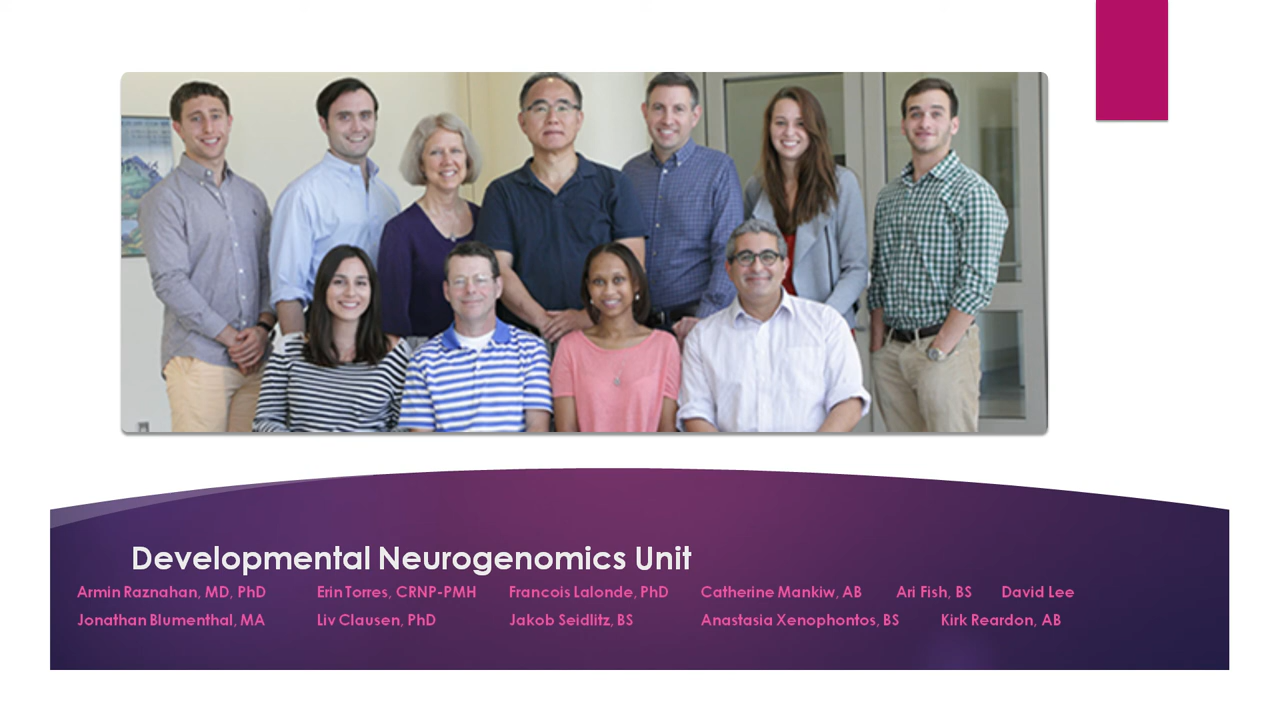 Developmental Neurogenomics Unit
Armin Raznahan, MD, PhD Erin Torres, CRNP-PMH Francois Lalonde, PhD Catherine Mankiw, AB Ari Fish, BS David Lee
Jonathan Blumenthal, MA Liv Clausen, PhD Jakob Seidlitz, BS Anastasia Xenophontos, BS Kirk Reardon, AB